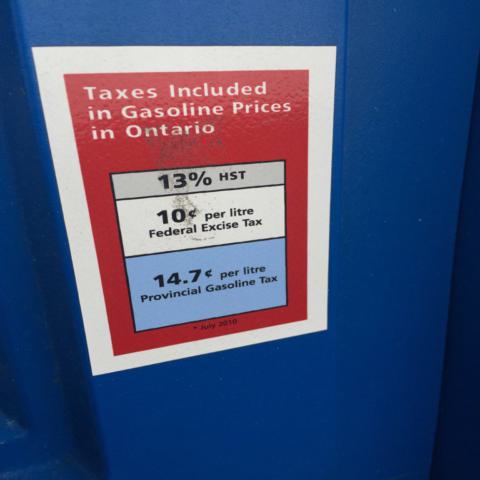 Taxes Included
in Gasoline Prices
in Ontario
13% HST
10¢ per litre
Federal Excise Tax
14.7¢ per litre
Provincial Gasoline Tax
* July 2010